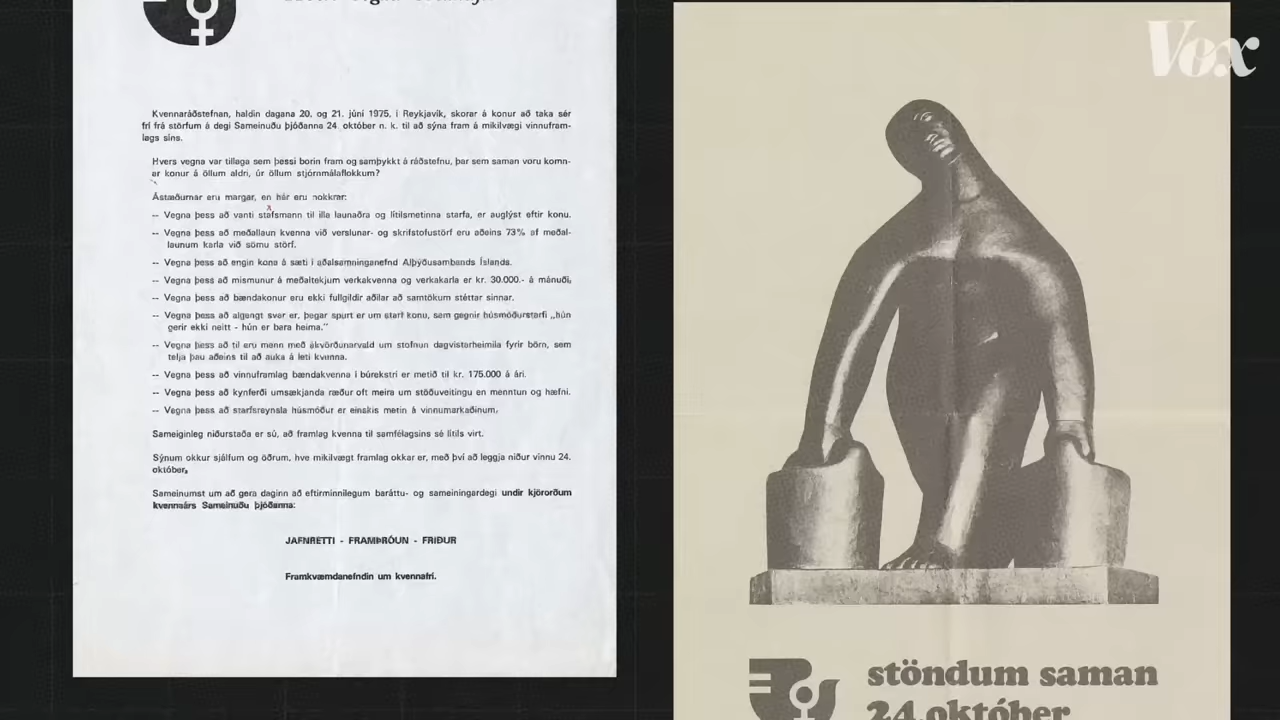 Kvennaráðstefnan, haldin dagana 20. og 21. júní 1975, í Reykjavík, skorar á konur að taka sér
frí frá störfum á degi Sameinuðu þjóðanna 24. október n. k. til að sýna fram á mikilvægi vinnufram-
lags síns.
Hvers vegna var tillaga sem þessi borin fram og samþykkt á ráðstefnu, þar sem saman voru komn-
ar konur á öllum aldri, úr öllum stjórnmálaflokkum?
Ástæðurnar eru margar, en hér eru nokkrar:
-- Vegna þess að vanti stafsmann til illa launaðra og lítilsmetinna starfa, er auglýst eftir konu.
-- Vegna þess að meðallaun kvenna við verslunar- og skrifstofustörf eru aðeins 73% af meðal-
launum karla við sömu störf.
-- Vegna þess að engin kona á sæti í aðalsamninganefnd Alþýðusambands Íslands.
-- Vegna þess að mismunur á meðaltekjum verkakvenna og verkakarla er kr. 30.000.- á mánuði,
-- Vegna þess að bændakonur eru ekki fullgildir aðilar að samtökum stéttar sinnar.
-- Vegna þess að algengt svar er, þegar spurt er um starf konu, sem gegnir húsmóðurstarfi „hún
gerir ekki neitt - hún er bara heima.“
-- Vegna þess að til eru menn með ákvörðunarvald um stofnun dagvistarheimila fyrir börn, sem
telja þau aðeins til að auka á leti kvenna.
-- Vegna þess að vinnuframlag bændakvenna í búrekstri er metið til kr. 175.000 á ári.
-- Vegna þess að kynferði umsækjanda ræður oft meira um stöðuveitingu en menntun og hæfni.
-- Vegna þess að starfsreynsla húsmóður er einskis metin á vinnumarkaðinum.
Sameiginleg niðurstaða er sú, að framlag kvenna til samfélagsins sé lítils virt.
Sýnum okkur sjálfum og öðrum, hve mikilvægt framlag okkar er, með því að leggja niður vinnu 24.
október,
Sameinumst um að gera daginn að eftirminnilegum baráttu- og sameiningardegi undir kjörorðum
kvennaárs Sameinuðu þjóðanna:
JAFNRÉTTI - FRAMÞRÓUN - FRIÐUR
Framkvæmdanefndin um kvennafrí.
Vox
stöndum saman
24.október